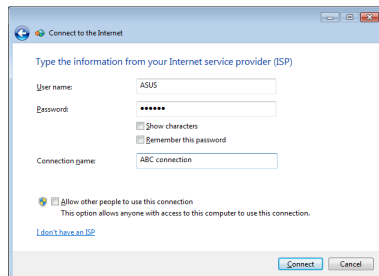 Connect to the Internet
Type the information from your Internet service provider (ISP)
User name: ASUS
Password: ••••••
Show characters
Remember this password
Connection name: ABC connection
Allow other people to use this connection
This option allows anyone with access to this computer to use this connection.
I don't have an ISP
Connect Cancel